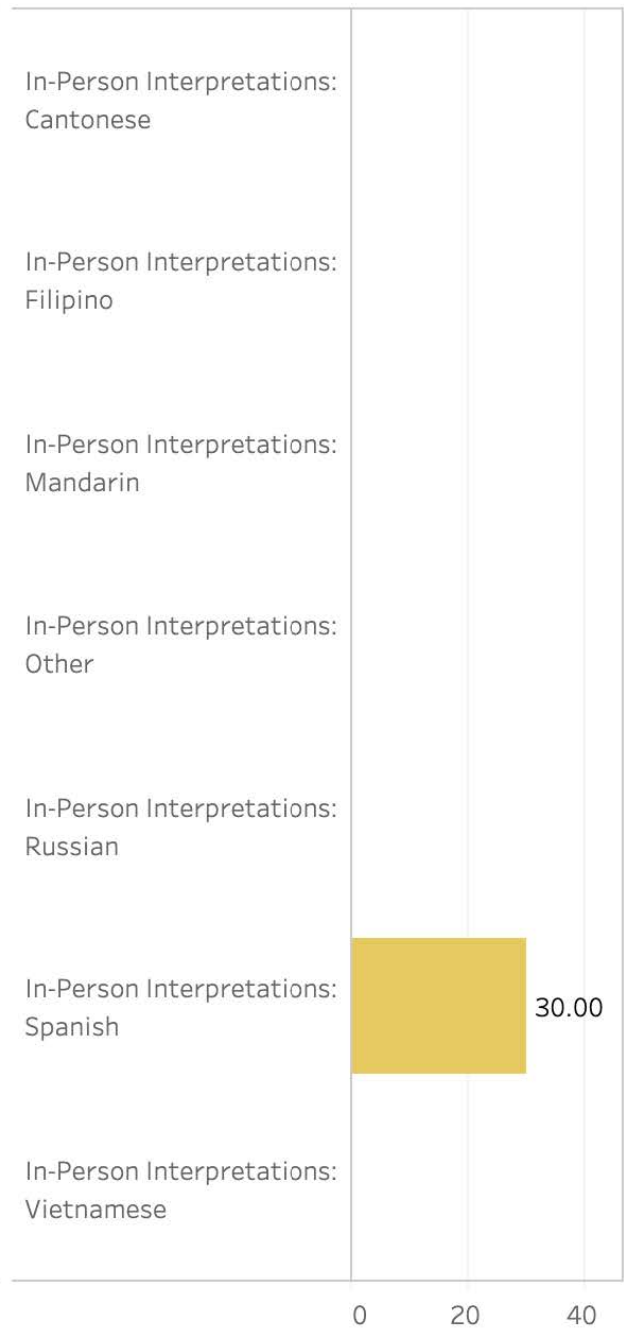 In-Person Interpretations:
Cantonese
In-Person Interpretations:
Filipino
In-Person Interpretations:
Mandarin
In-Person Interpretations:
Other
In-Person Interpretations:
Russian
In-Person Interpretations:
Spanish
30.00
In-Person Interpretations:
Vietnamese
0 20 40